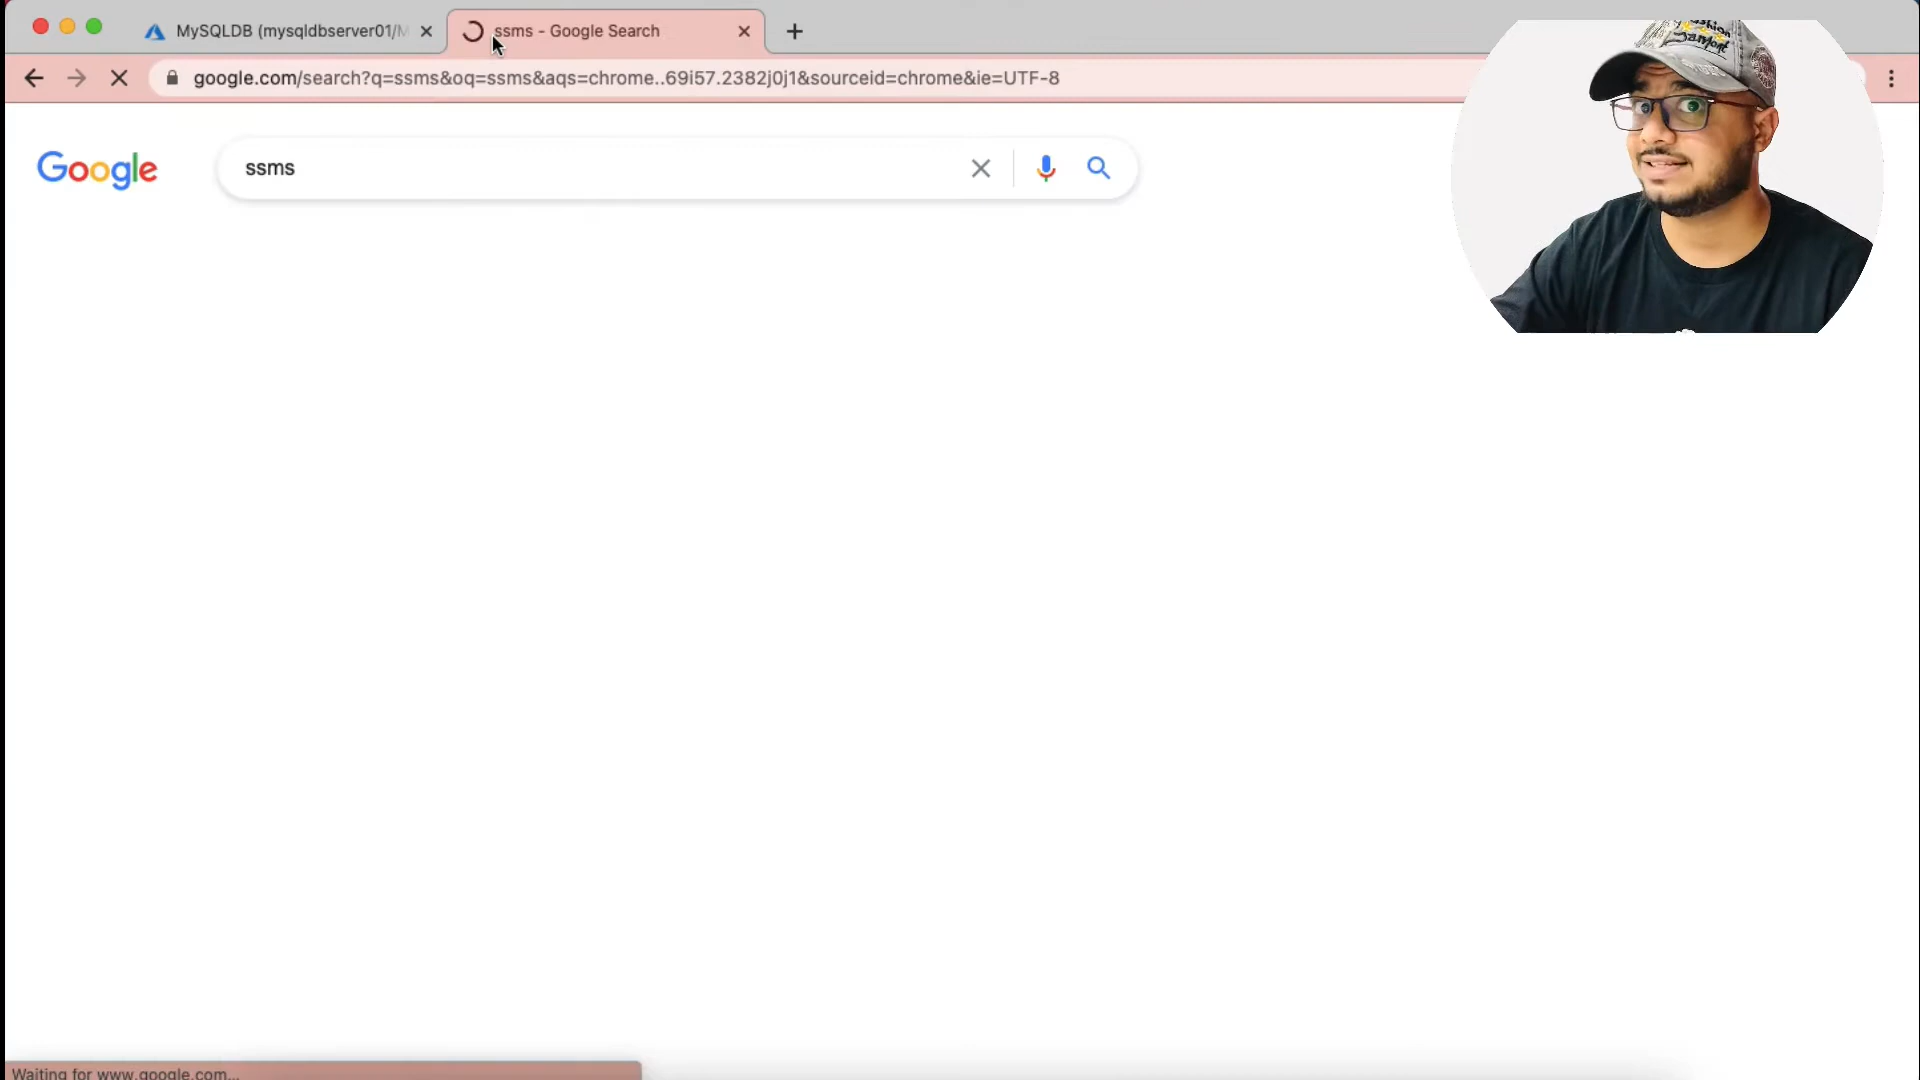 MySQLDB (mysqldbserver01/M
ssms - Google Search
google.com/search?q=ssms&oq=ssms&aqs=chrome..69i57.2382j0j1&sourceid=chrome&ie=UTF-8
Google
ssms
Waiting for www.google.com...